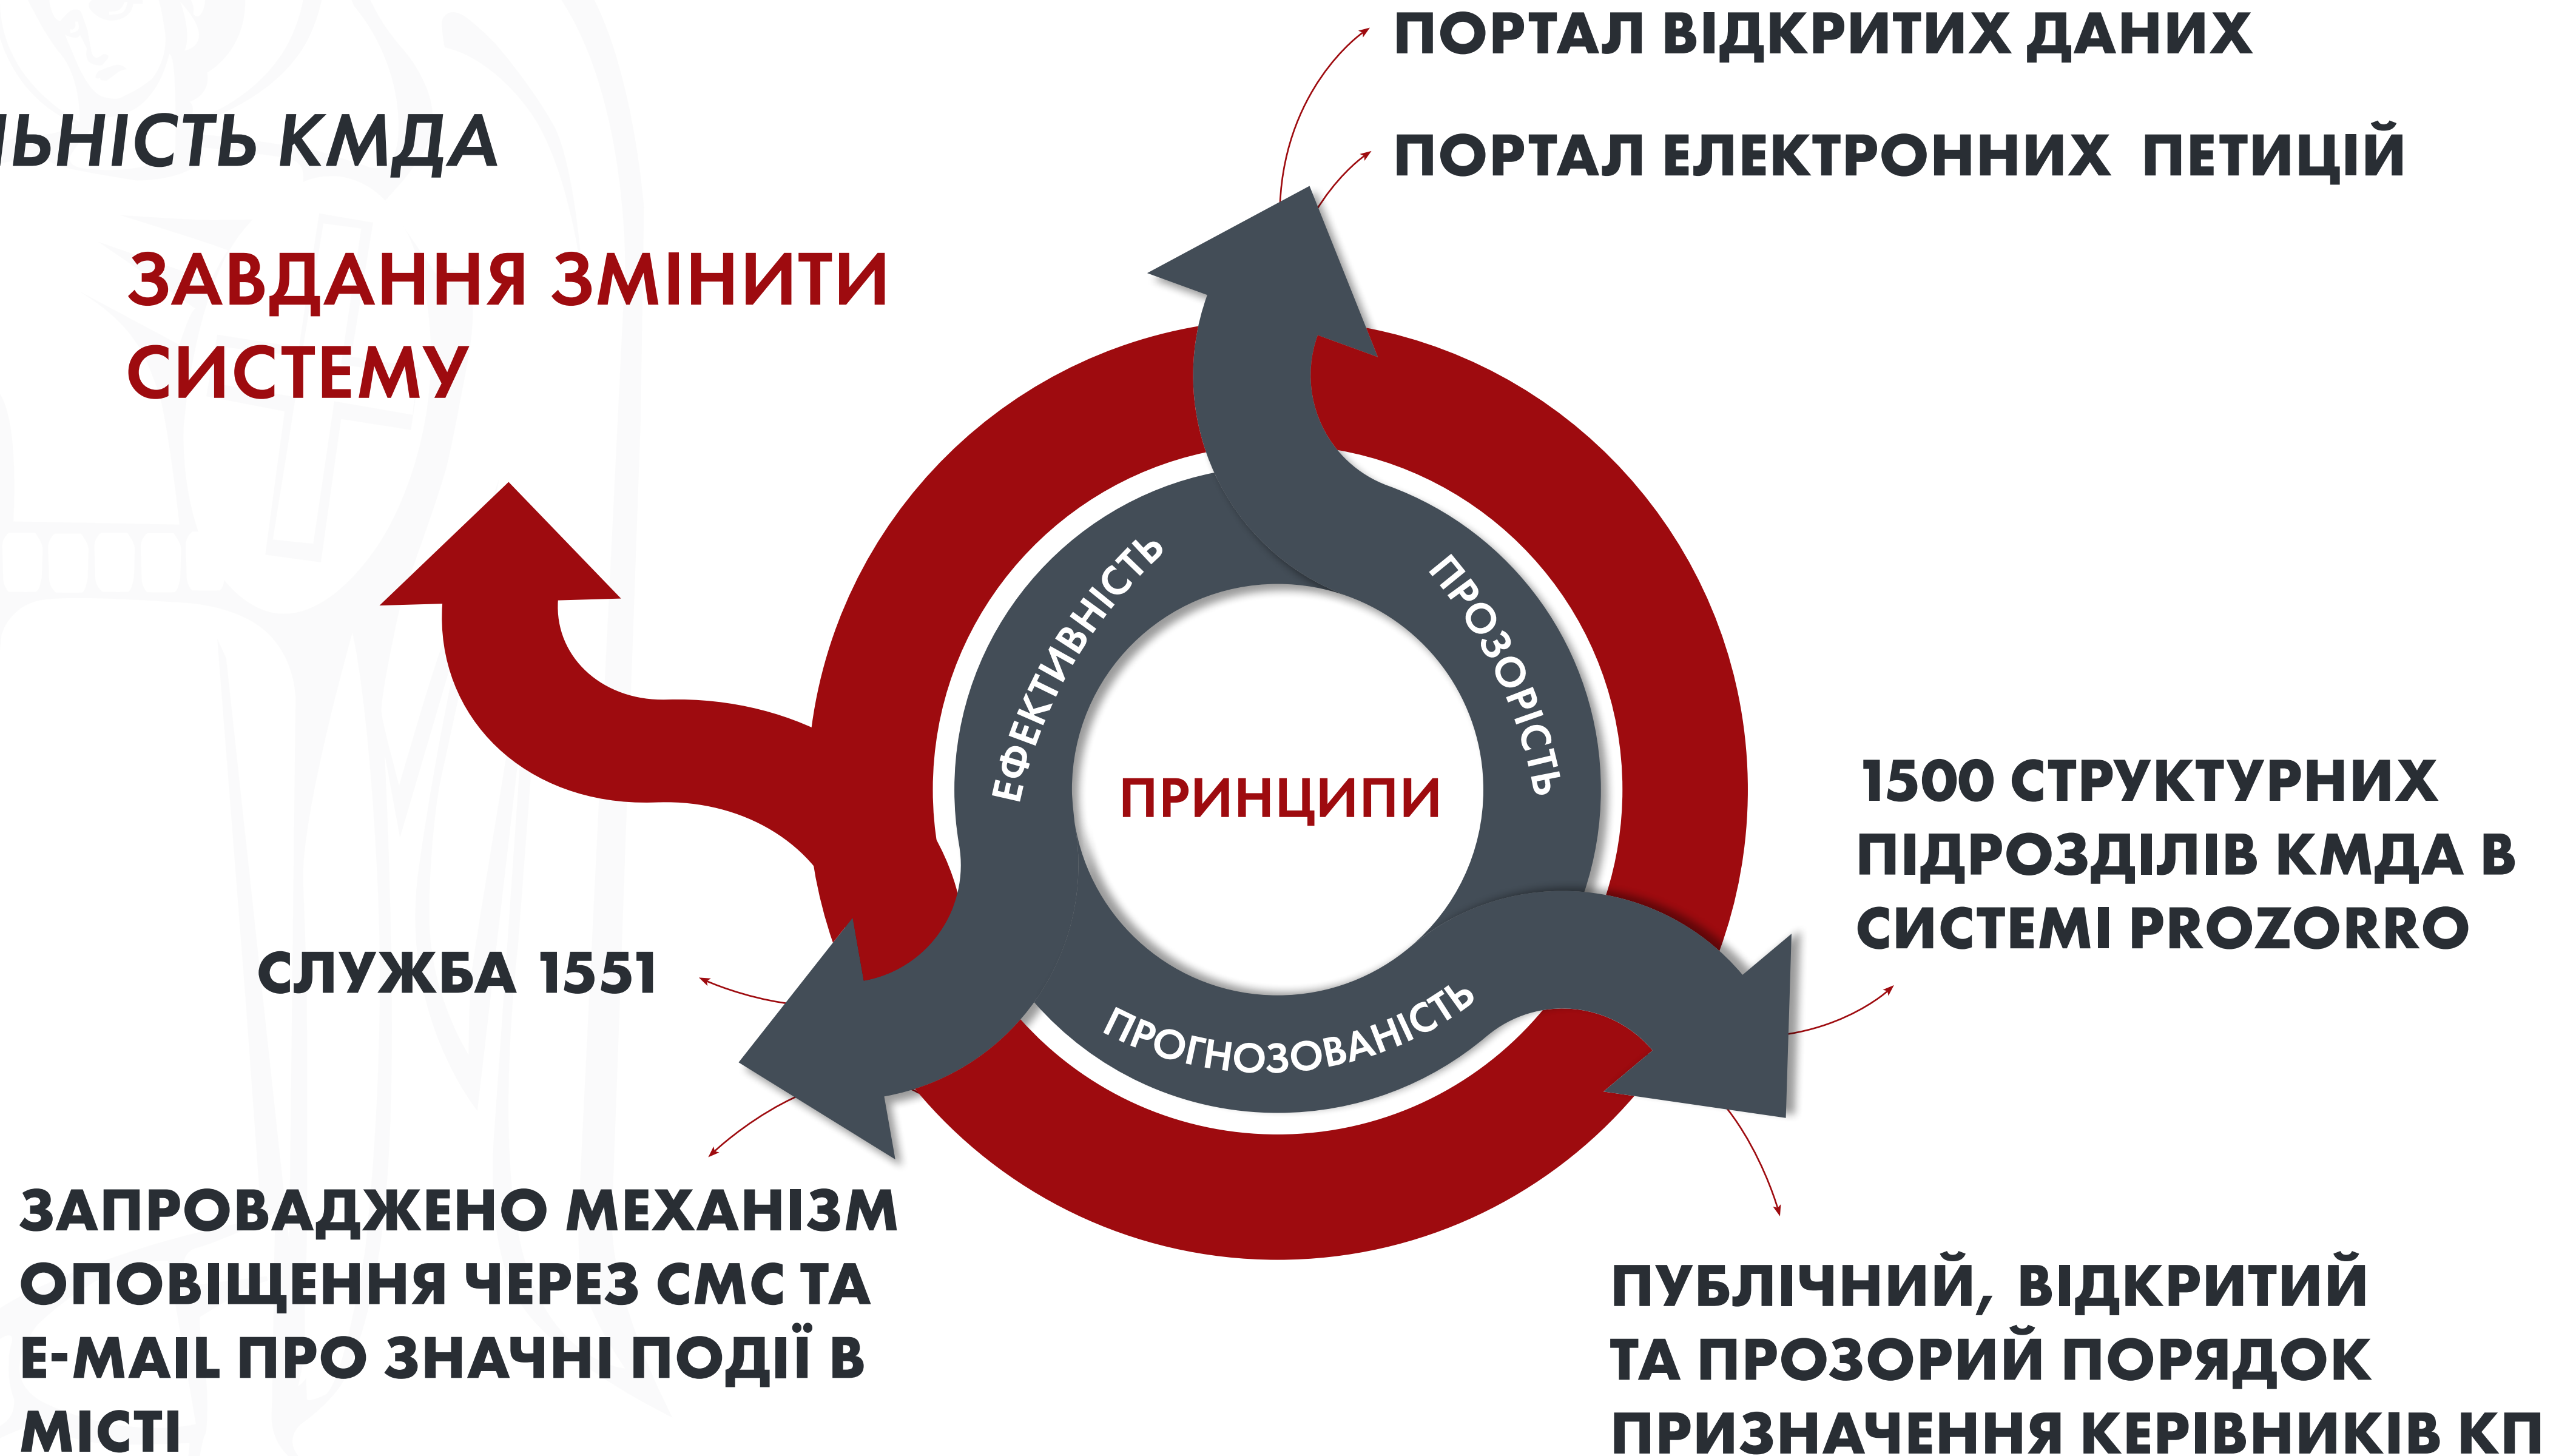 ПОРТАЛ ВІДКРИТИХ ДАНИХ
ПОРТАЛ ЕЛЕКТРОННИХ ПЕТИЦІЙ
КМДА
ЗАВДАННЯ ЗМІНИТИ
СИСТЕМУ
ЕФЕКТИВНІСТЬ
ПРОЗОРІСТЬ
ПРИНЦИПИ
ПРОГНОЗОВАНІСТЬ
1500 СТРУКТУРНИХ
ПІДРОЗДІЛІВ КМДА В
СИСТЕМІ PROZORRO
СЛУЖБА 1551
ЗАПРОВАДЖЕНО МЕХАНІЗМ
ОПОВІЩЕННЯ ЧЕРЕЗ СМС ТА
E-MAIL ПРО ЗНАЧНІ ПОДІЇ В
МІСТІ
ПУБЛІЧНИЙ, ВІДКРИТИЙ
ТА ПРОЗОРИЙ ПОРЯДОК
ПРИЗНАЧЕННЯ КЕРІВНИКІВ КП